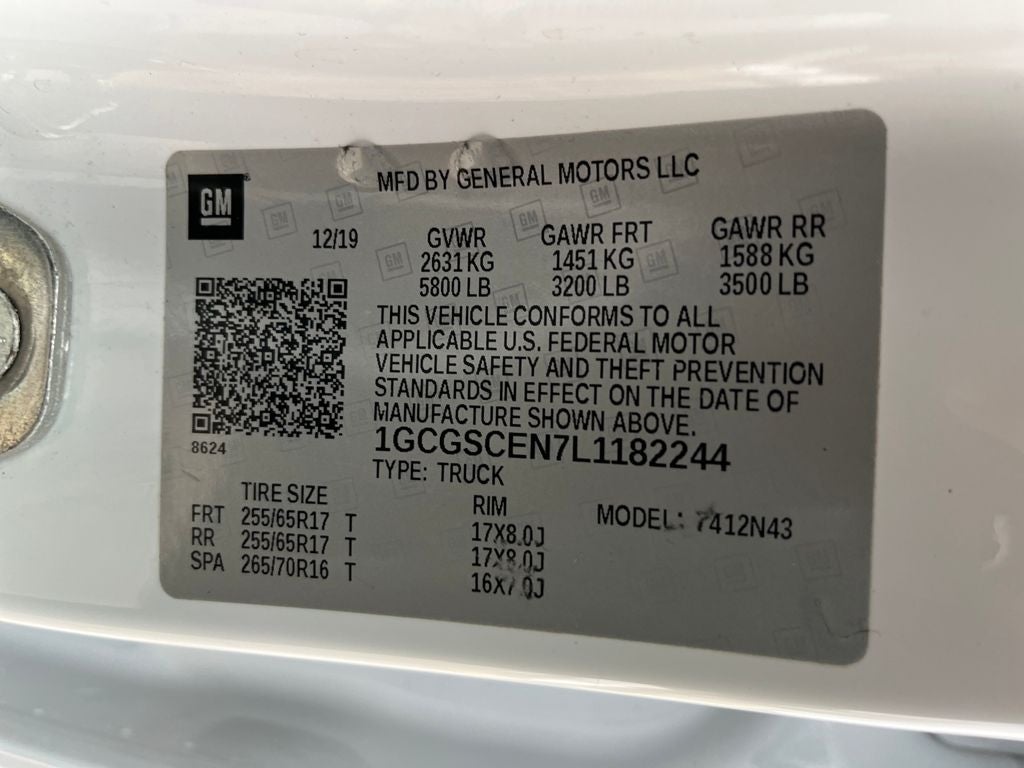 MFD BY GENERAL MOTORS LLC
GM
12/19
GVWR GAWR FRT GAWR RR
2631 KG 1451 KG 1588 KG
5800 LB 3200 LB 3500 LB
THIS VEHICLE CONFORMS TO ALL
APPLICABLE U.S. FEDERAL MOTOR
VEHICLE SAFETY AND THEFT PREVENTION
STANDARDS IN EFFECT ON THE DATE OF
MANUFACTURE SHOWN ABOVE.
8624
1GCGSCEN7L1182244
TYPE: TRUCK
TIRE SIZE RIM MODEL: 7412N43
FRT 255/65R17 T 17X8.0J
RR 255/65R17 T 17X8.0J
SPA 265/70R16 T 16X7.0J